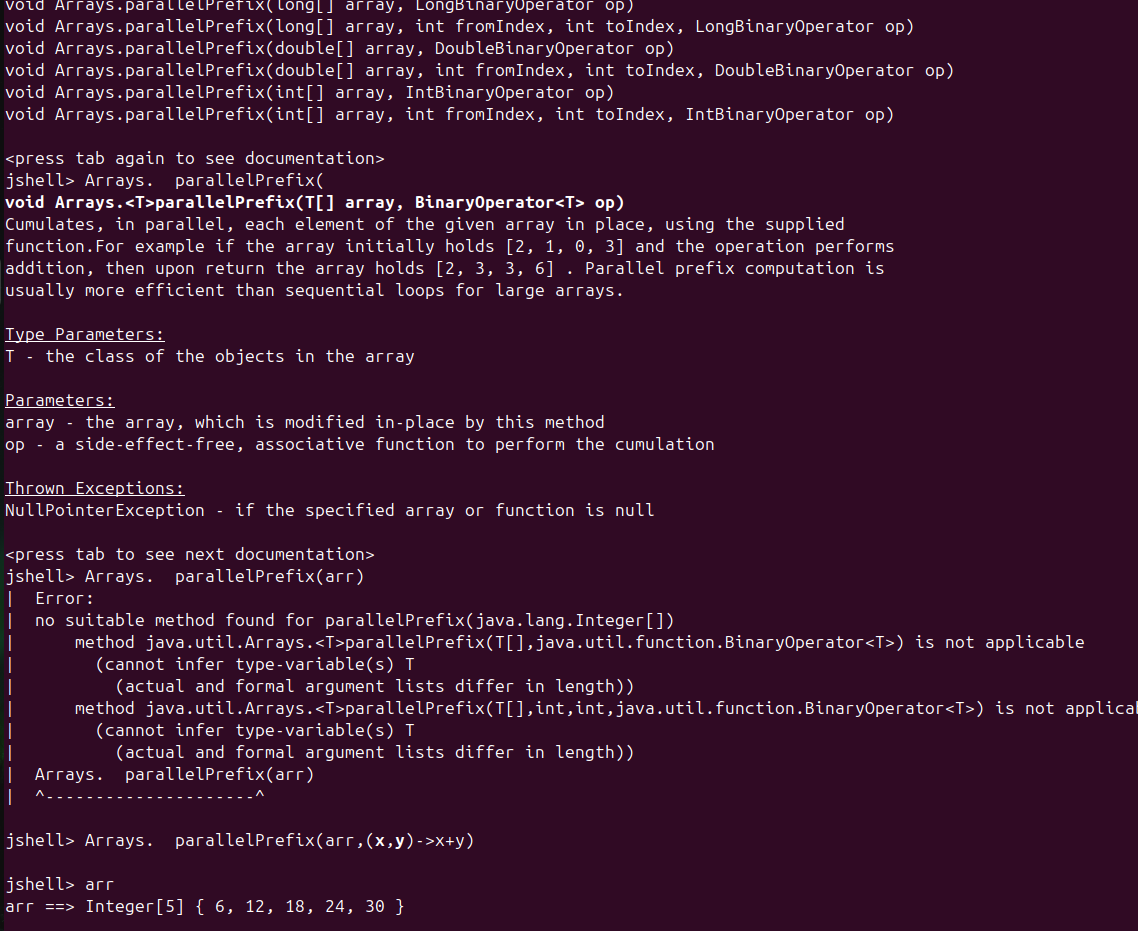 void Arrays.parallelPrefix(long[] array, LongBinaryOperator op)
void Arrays.parallelPrefix(long[] array, int fromIndex, int toIndex, LongBinaryOperator op)
void Arrays.parallelPrefix(double[] array, DoubleBinaryOperator op)
void Arrays.parallelPrefix(double[] array, int fromIndex, int toIndex, DoubleBinaryOperator op)
void Arrays.parallelPrefix(int[] array, IntBinaryOperator op)
void Arrays.parallelPrefix(int[] array, int fromIndex, int toIndex, IntBinaryOperator op)
<press tab again to see documentation>
jshell> Arrays.  parallelPrefix(
void Arrays.<T>parallelPrefix(T[] array, BinaryOperator<T> op)
Cumulates, in parallel, each element of the given array in place, using the supplied
function.For example if the array initially holds [2, 1, 0, 3] and the operation performs
addition, then upon return the array holds [2, 3, 3, 6] . Parallel prefix computation is
usually more efficient than sequential loops for large arrays.
Type Parameters:
T - the class of the objects in the array
Parameters:
array - the array, which is modified in-place by this method
op - a side-effect-free, associative function to perform the cumulation
Thrown Exceptions:
NullPointerException - if the specified array or function is null
<press tab to see next documentation>
jshell> Arrays.  parallelPrefix(arr)
|  Error:
|  no suitable method found for parallelPrefix(java.lang.Integer[])
|      method java.util.Arrays.<T>parallelPrefix(T[],java.util.function.BinaryOperator<T>) is not applicable
|        (cannot infer type-variable(s) T
|          (actual and formal argument lists differ in length))
|      method java.util.Arrays.<T>parallelPrefix(T[],int,int,java.util.function.BinaryOperator<T>) is not applica
|        (cannot infer type-variable(s) T
|          (actual and formal argument lists differ in length))
|  Arrays.  parallelPrefix(arr)
|  ^---------------------^
jshell> Arrays.  parallelPrefix(arr,(x,y)->x+y)
jshell> arr
arr ==> Integer[5] { 6, 12, 18, 24, 30 }